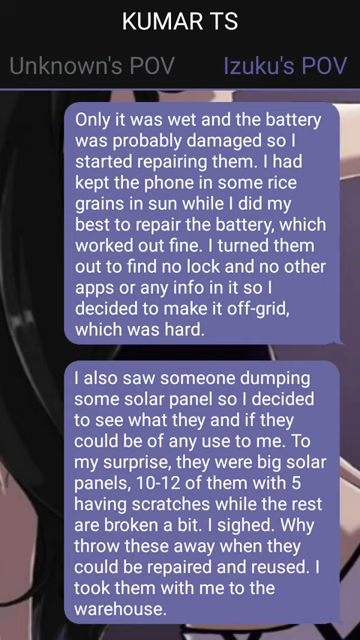 KUMAR TS
Unknown's POV Izuku's POV
Only it was wet and the battery
was probably damaged so I
started repairing them. I had
kept the phone in some rice
grains in sun while I did my
best to repair the battery, which
worked out fine. I turned them
out to find no lock and no other
apps or any info in it so I
decided to make it off-grid,
which was hard.
I also saw someone dumping
some solar panel so I decided
to see what they and if they
could be of any use to me. To
my surprise, they were big solar
panels, 10-12 of them with 5
having scratches while the rest
are broken a bit. I sighed. Why
throw these away when they
could be repaired and reused. I
took them with me to the
warehouse.